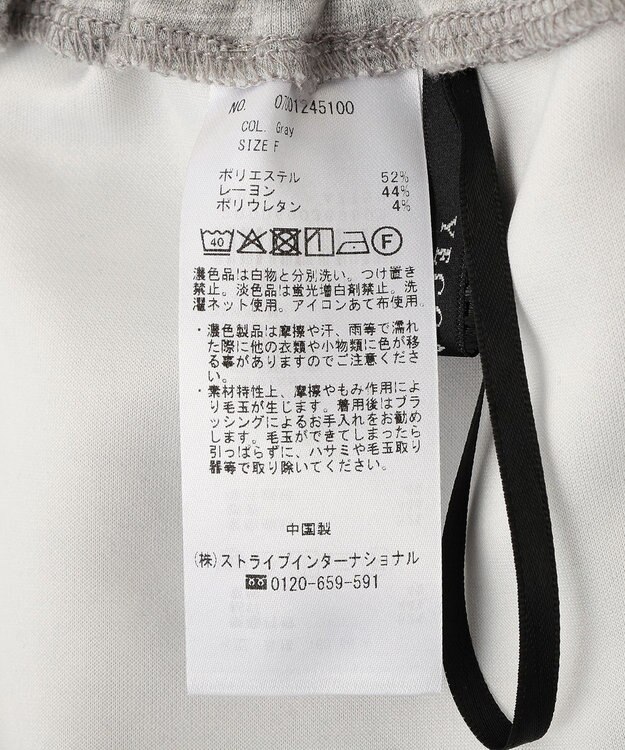 NO. 0701245100
COL. Gray
SIZE F
ポリエステル 52%
レーヨン 44%
ポリウレタン 4%
40 F
濃色品は白物と分別洗い。つけ置き
禁止。淡色品は蛍光増白剤禁止。洗
濯ネット使用。アイロンあて布使用。
・濃色製品は摩擦や汗、雨等で濡れ
た際に他の衣類や小物類に色が移
る事がありますのでご注意くださ
い。
・素材特性上、摩擦やもみ作用によ
り毛玉が生じます。着用後はブラ
ッシングによるお手入れをお勧め
します。毛玉ができてしまったら
引っぱらずに、ハサミや毛玉取り
器等で取り除いてください。
中国製
(株)ストライプインターナショナル
0120-659-591